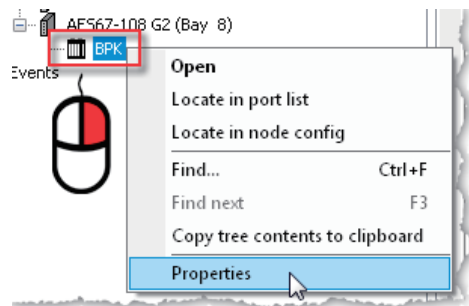 AES67-108 G2 (Bay 8)
BPK
Events
Open
Locate in port list
Locate in node config
Find... Ctrl+F
Find next F3
Copy tree contents to clipboard
Properties